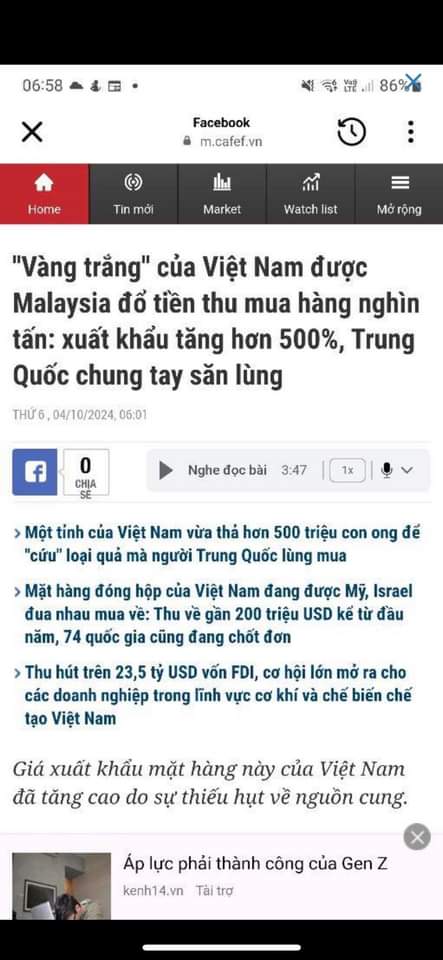 06:58
86%
Facebook
m.cafef.vn
Home
Tin mới
Market
Watch list
Mở rộng
"Vàng trắng" của Việt Nam được
Malaysia đổ tiền thu mua hàng nghìn
tấn: xuất khẩu tăng hơn 500%, Trung
Quốc chung tay săn lùng
THỨ 6 , 04/10/2024, 06:01
0
CHIA
SẺ
Nghe đọc bài
3:47
1x
Một tỉnh của Việt Nam vừa thả hơn 500 triệu con ong để
"cứu" loại quả mà người Trung Quốc lùng mua
Mặt hàng đóng hộp của Việt Nam đang được Mỹ, Israel
đua nhau mua về: Thu về gần 200 triệu USD kể từ đầu
năm, 74 quốc gia cũng đang chốt đơn
Thu hút trên 23,5 tỷ USD vốn FDI, cơ hội lớn mở ra cho
các doanh nghiệp trong lĩnh vực cơ khí và chế biến chế
tạo Việt Nam
Giá xuất khẩu mặt hàng này của Việt Nam
đã tăng cao do sự thiếu hụt về nguồn cung.
Áp lực phải thành công của Gen Z
kenh14.vn Tài trợ